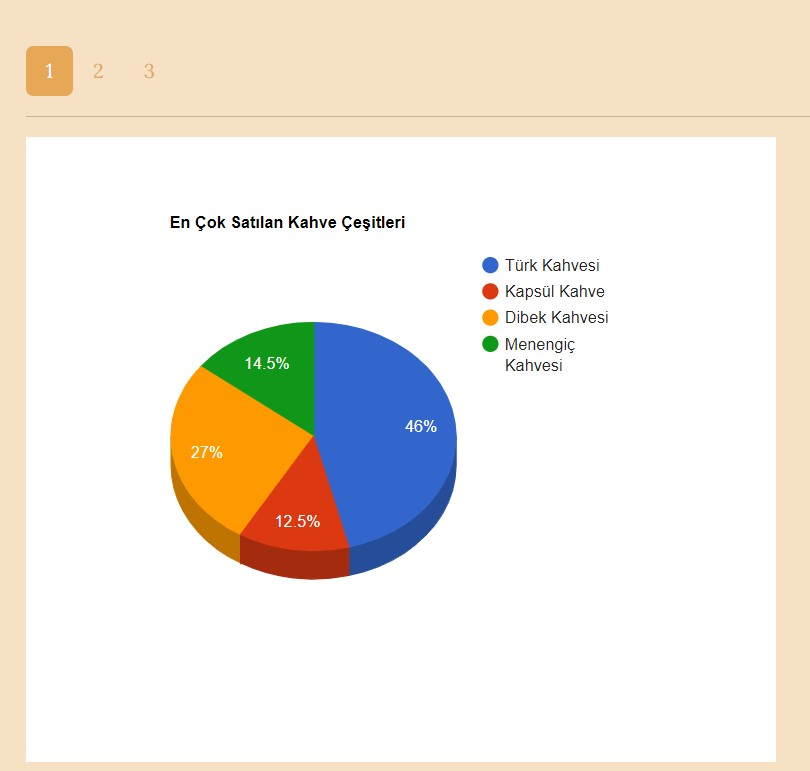 1 2 3
En Çok Satılan Kahve Çeşitleri
Türk Kahvesi
Kapsül Kahve
Dibek Kahvesi
Menengiç
Kahvesi
14.5%
46%
27%
12.5%